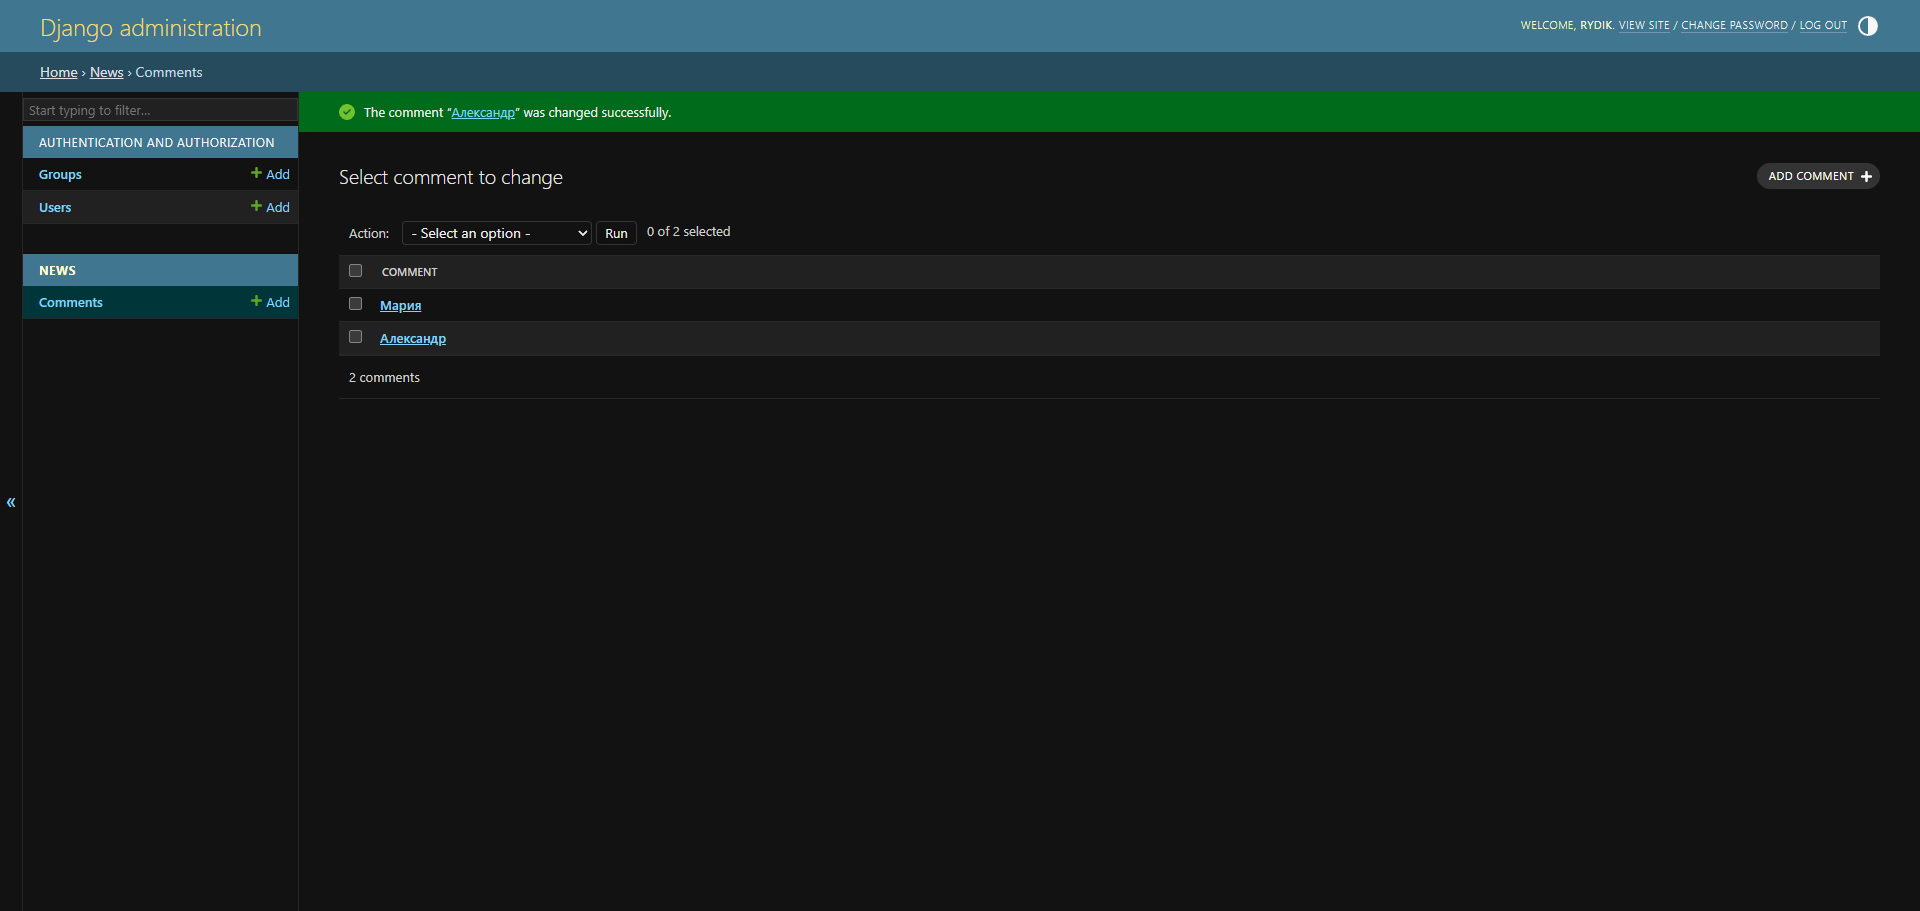 Django administration
WELCOME, RYDIK. VIEW SITE / CHANGE PASSWORD / LOG OUT
Home › News › Comments
Start typing to filter...
AUTHENTICATION AND AUTHORIZATION
Groups + Add
Users + Add
NEWS
Comments + Add
«
The comment “Александр” was changed successfully.
Select comment to change
ADD COMMENT +
Action: - Select an option - Run 0 of 2 selected
COMMENT
Мария
Александр
2 comments